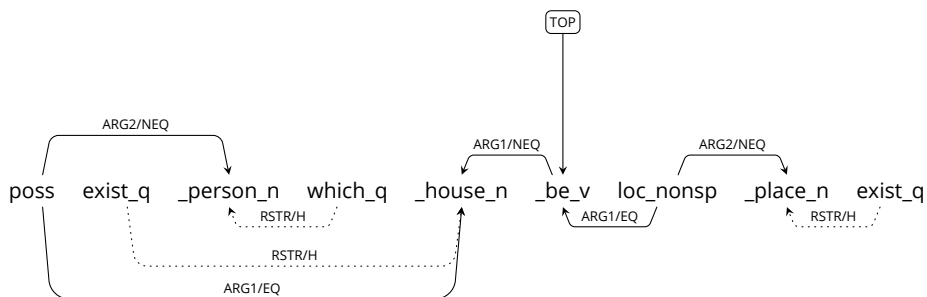 TOP
ARG2/NEQ
ARG1/NEQ ARG2/NEQ
poss exist_q _person_n which_q _house_n _be_v loc_nonsp _place_n exist_q
RSTR/H ARG1/EQ RSTR/H
RSTR/H
ARG1/EQ